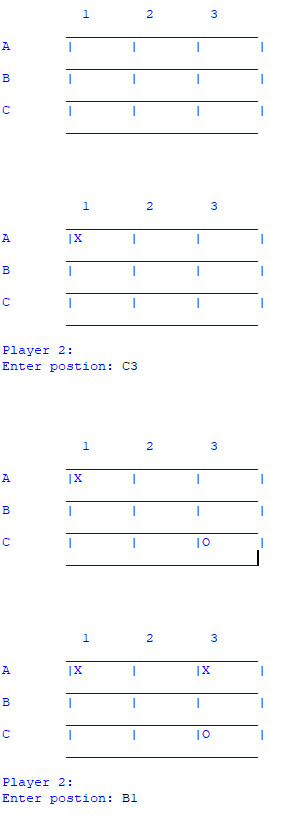 1 2 3
A | | | |
B | | | |
C | | | |
1 2 3
A |X | | |
B | | | |
C | | | |
Player 2:
Enter postion: C3
1 2 3
A |X | | |
B | | | |
C | | |O |
1 2 3
A |X | |X |
B | | | |
C | | |O |
Player 2:
Enter postion: B1